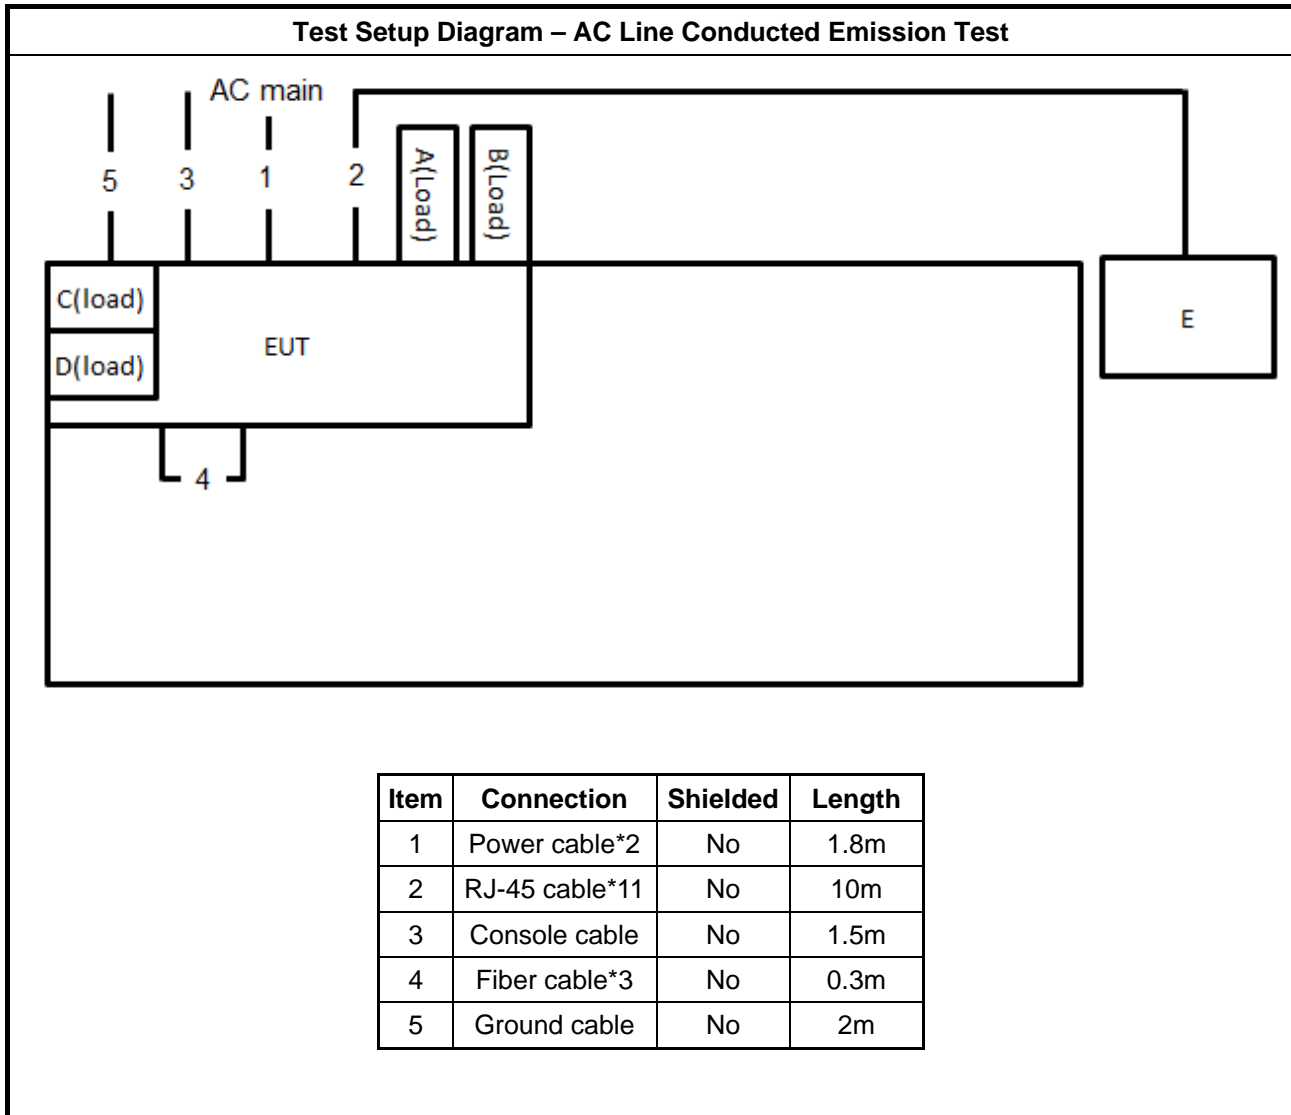 Test Setup Diagram – AC Line Conducted Emission Test
AC main
5 3 1 2
A(Load)
B(Load)
C(load)
D(load)
EUT
E
4
Item Connection Shielded Length
1 Power cable*2 No 1.8m
2 RJ-45 cable*11 No 10m
3 Console cable No 1.5m
4 Fiber cable*3 No 0.3m
5 Ground cable No 2m